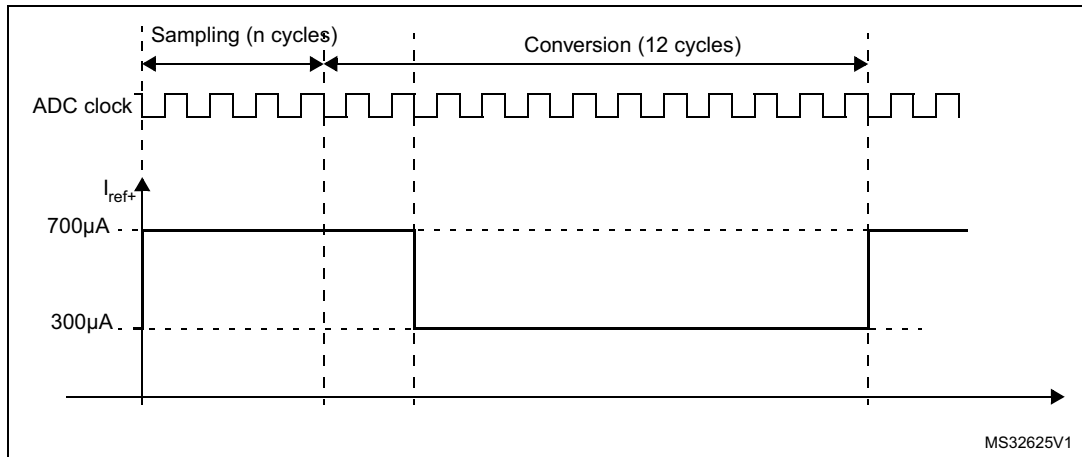 Sampling (n cycles)
Conversion (12 cycles)
ADC clock
Iref+
700µA
300µA
MS32625V1